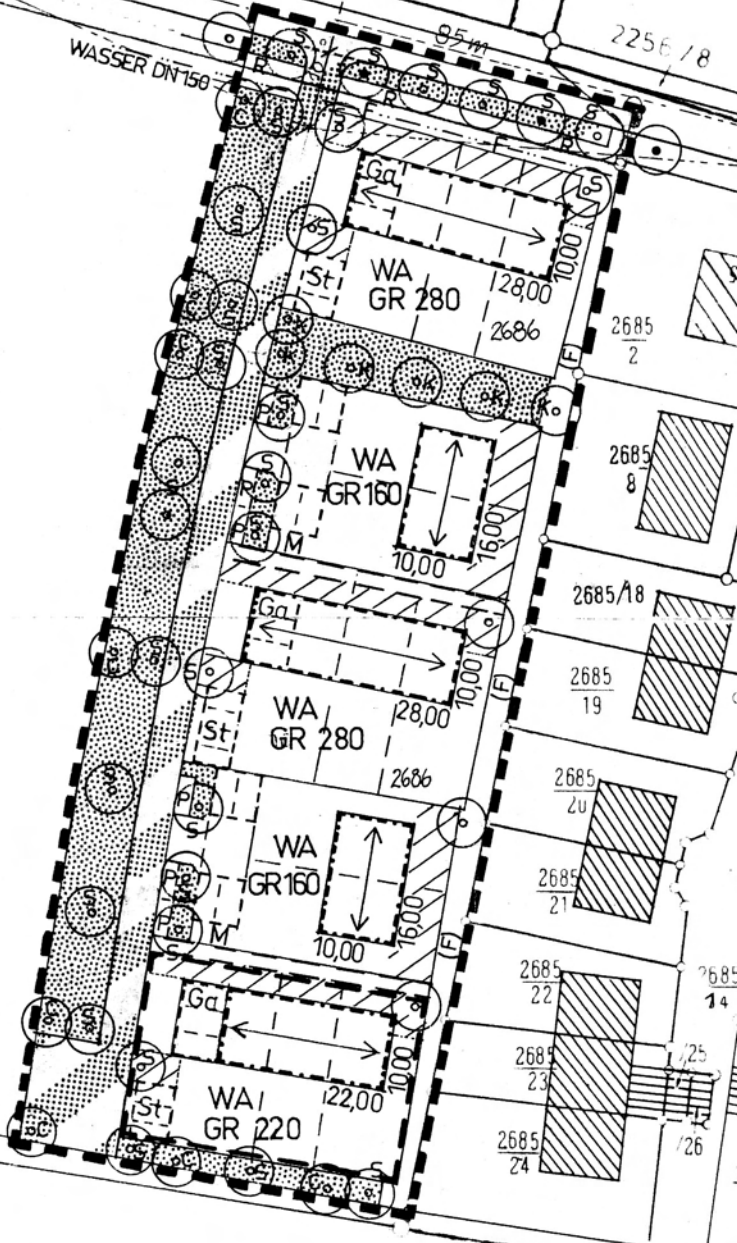 85m
2256/8
WASSER DN 150
S
S
R
S
S
R
S
S
S
R
C
S
S
Ga
S
10,00
28,00
S
WA
GR 280
St
2686
2685
2
S
C
S
K
(F)
C
S
K
K
K
K
K
P
S
WA
GR 160
2685
8
S
S
P
S
P
M
16,00
10,00
2685/18
Ga
10,00
28,00
2685
19
(F)
C
S
S
WA
GR 280
St
2686
2685
20
S
P
S
WA
GR 160
P
2685
21
S
P
S
M
16,00
10,00
(F)
2685
22
2685
14
Ga
10,00
22,00
C
S
2685
23
/25
S
WA
GR 220
St
/26
2685
24
C
S
C
S
C
S